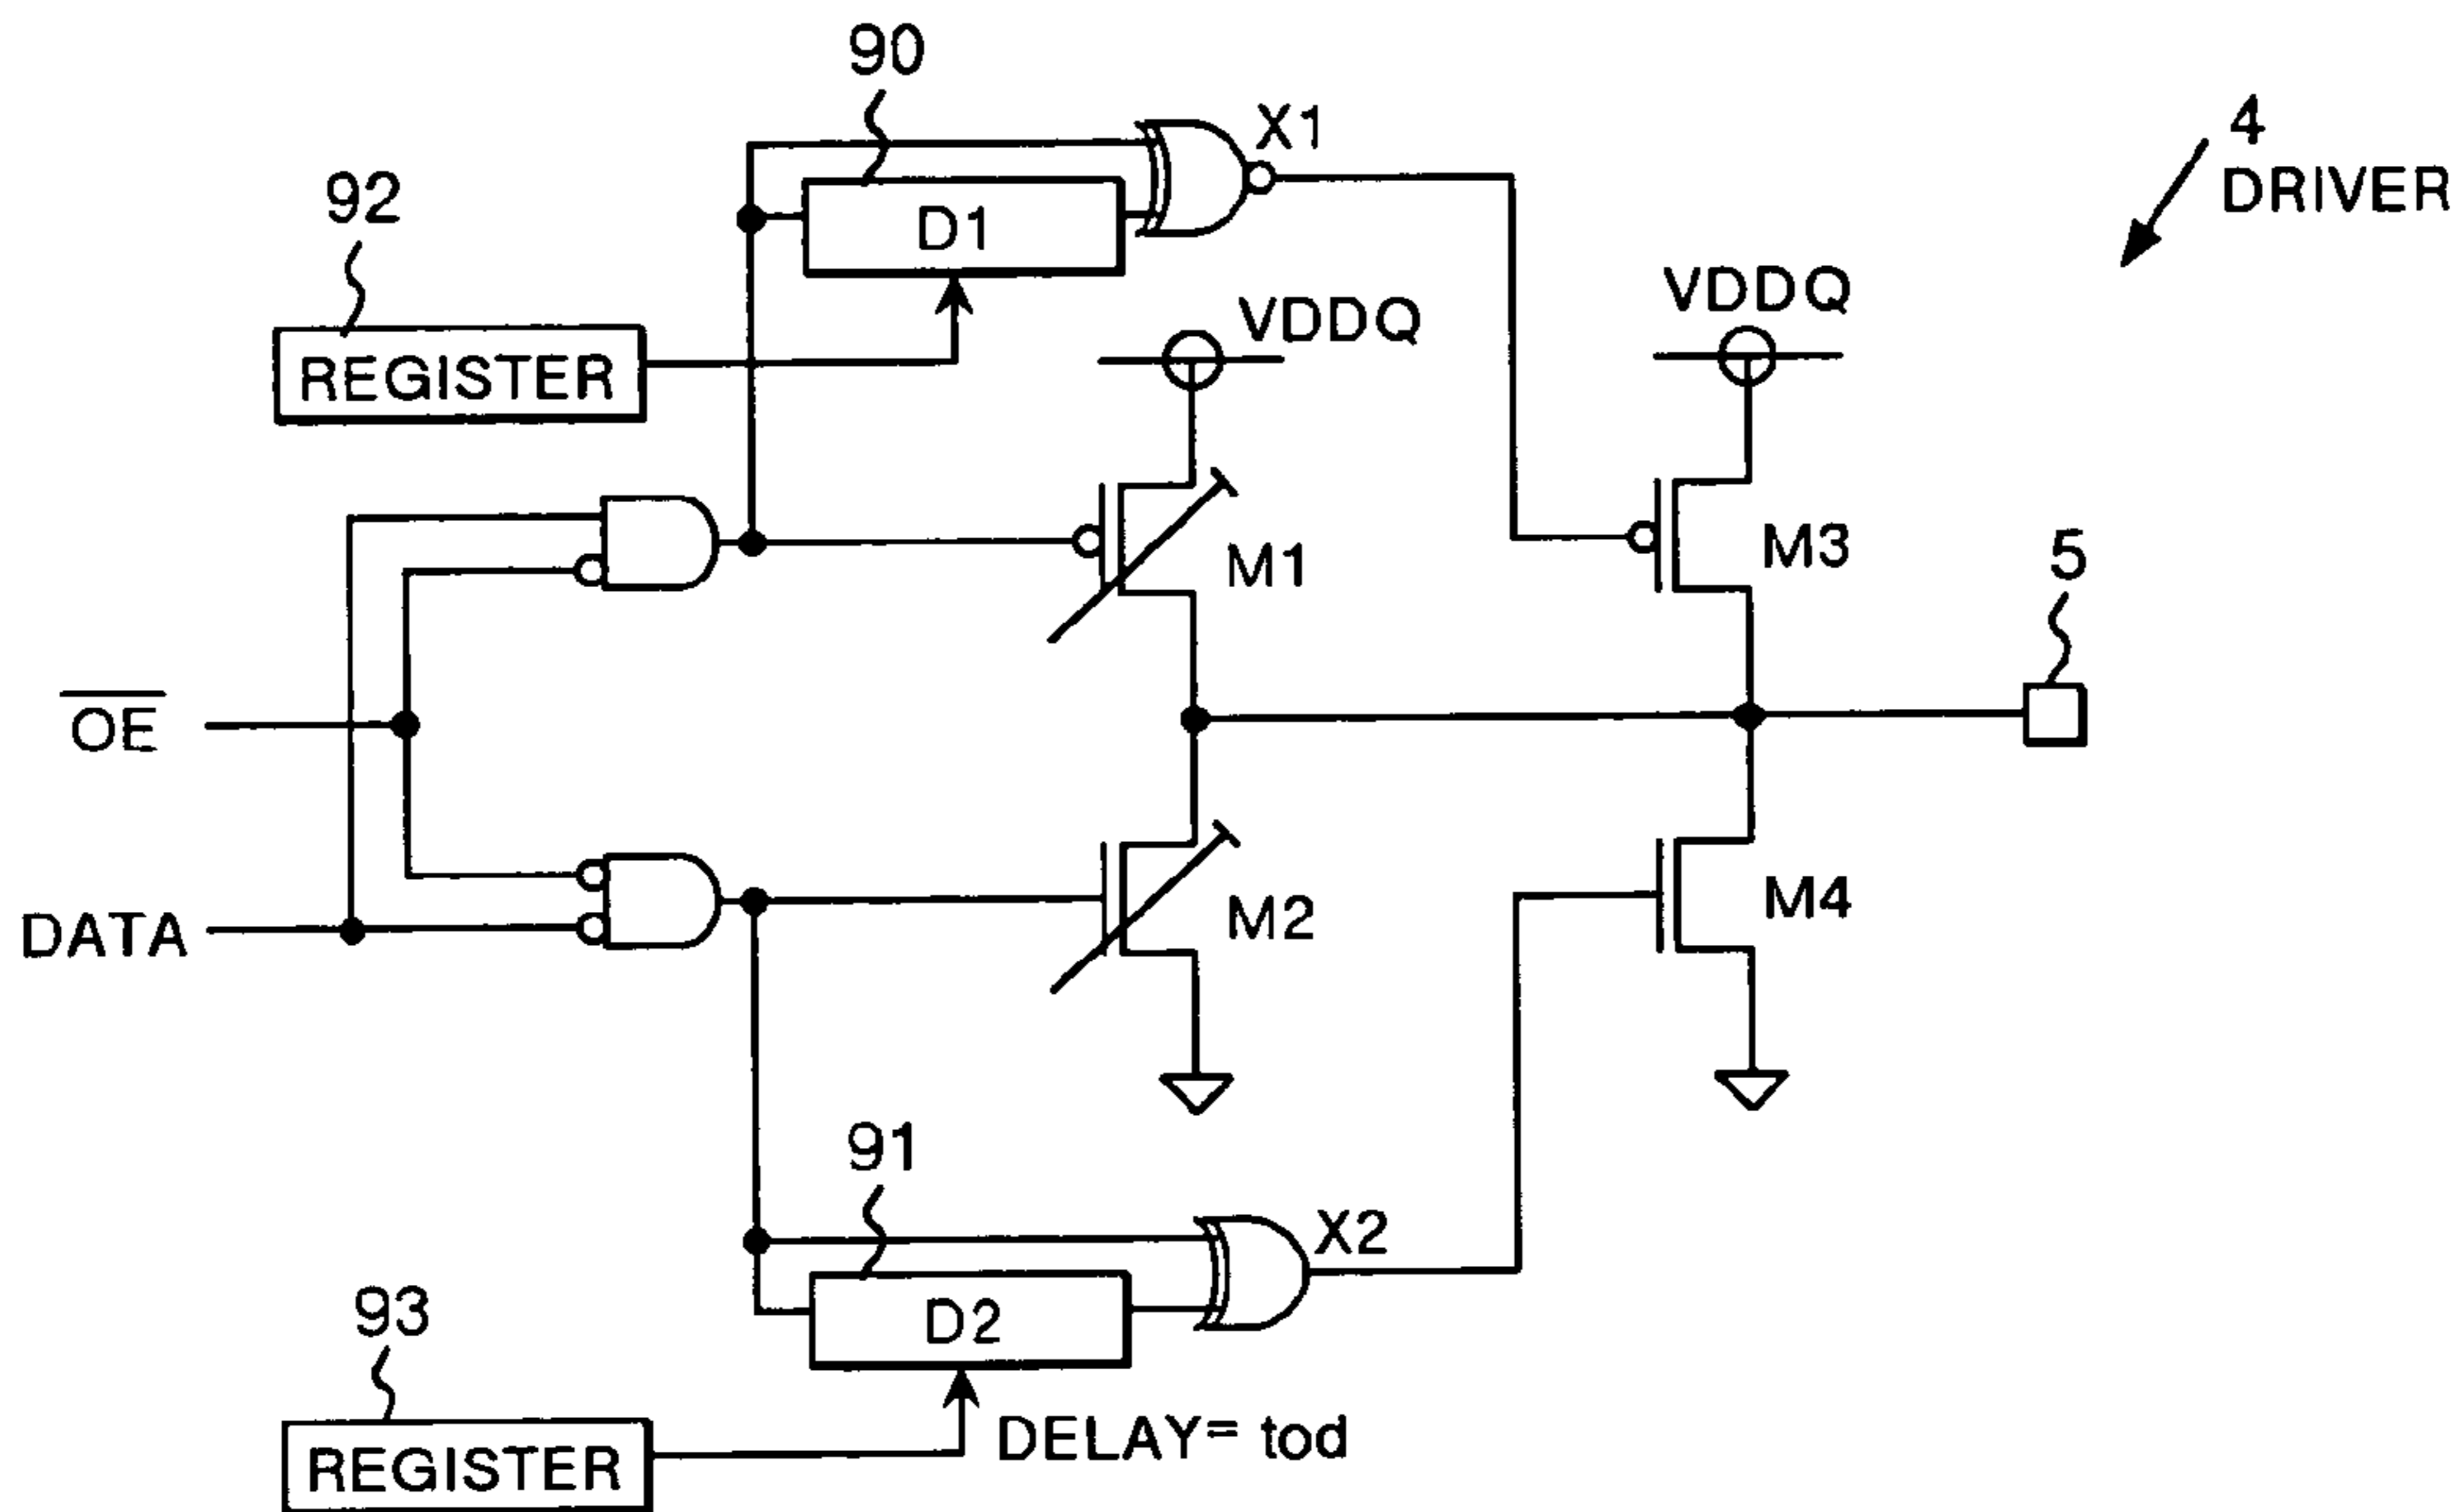 90
X1
4
DRIVER
92
D1
VDDQ
VDDQ
REGISTER
M1
M3
5
OE
DATA
M2
M4
91
X2
93
D2
DELAY= tod
REGISTER